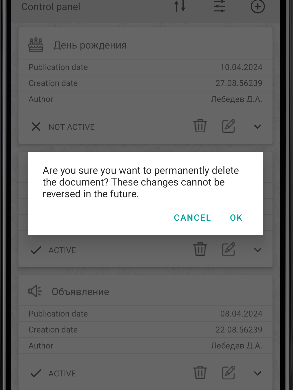 Control panel
День рождения
Publication date 10.04.2024
Creation date 27.08.56239
Author Лебедев Д.А.
NOT ACTIVE
Are you sure you want to permanently delete
the document? These changes cannot be
reversed in the future.
CANCEL OK
ACTIVE
Объявление
Publication date 08.04.2024
Creation date 22.08.56239
Author Лебедев Д.А.
ACTIVE